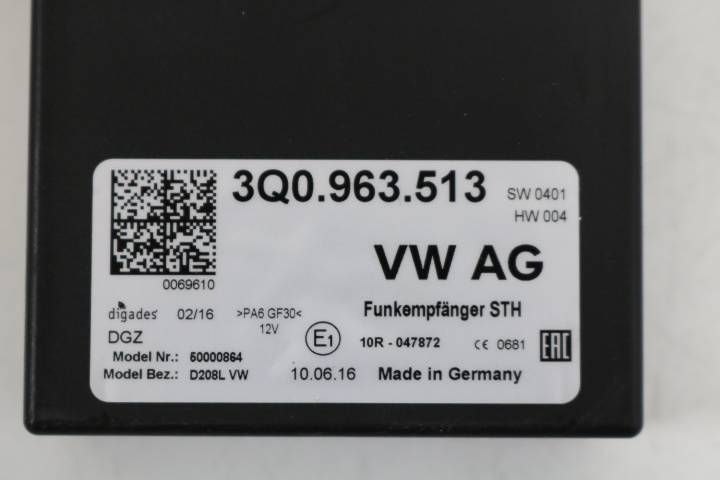 3Q0.963.513 SW 0401
HW 004
VW AG
0069610
digades 02/16 >PA6 GF30< Funkempfänger STH
DGZ 12V
E1 10R - 047872 CE 0681 EAC
Model Nr.: 50000864
Model Bez.: D208L VW 10.06.16 Made in Germany